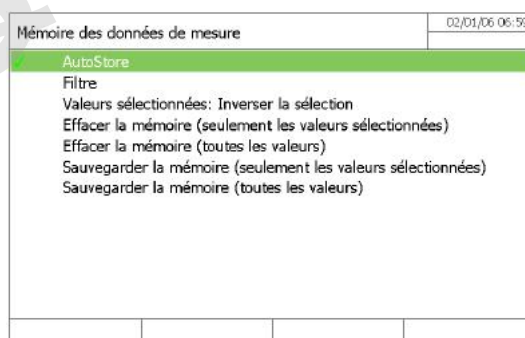 Mémoire des données de mesure
02/01/06 06:59
AutoStore
Filtre
Valeurs sélectionnées: Inverser la sélection
Effacer la mémoire (seulement les valeurs sélectionnées)
Effacer la mémoire (toutes les valeurs)
Sauvegarder la mémoire (seulement les valeurs sélectionnées)
Sauvegarder la mémoire (toutes les valeurs)